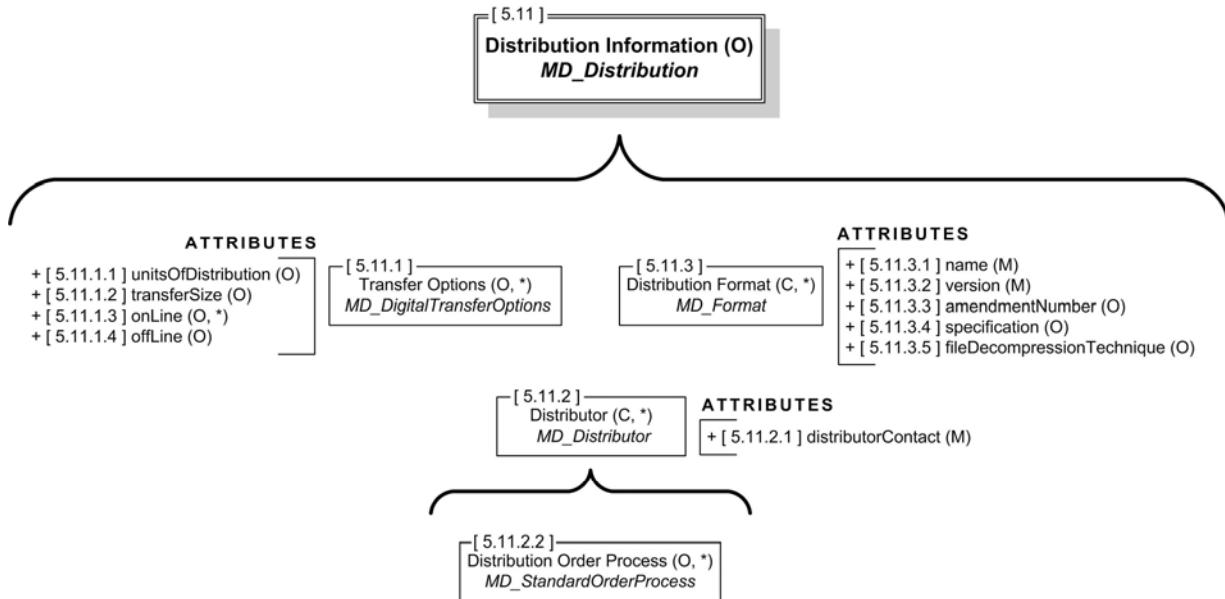 [ 5.11 ]
Distribution Information (O)
MD_Distribution
ATTRIBUTES
+ [ 5.11.1.1 ] unitsOfDistribution (O)
+ [ 5.11.1.2 ] transferSize (O)
+ [ 5.11.1.3 ] onLine (O, *)
+ [ 5.11.1.4 ] offLine (O)
[ 5.11.1 ]
Transfer Options (O, *)
MD_DigitalTransferOptions
[ 5.11.3 ]
Distribution Format (C, *)
MD_Format
ATTRIBUTES
+ [ 5.11.3.1 ] name (M)
+ [ 5.11.3.2 ] version (M)
+ [ 5.11.3.3 ] amendmentNumber (O)
+ [ 5.11.3.4 ] specification (O)
+ [ 5.11.3.5 ] fileDecompressionTechnique (O)
[ 5.11.2 ]
Distributor (C, *)
MD_Distributor
ATTRIBUTES
+ [ 5.11.2.1 ] distributorContact (M)
[ 5.11.2.2 ]
Distribution Order Process (O, *)
MD_StandardOrderProcess